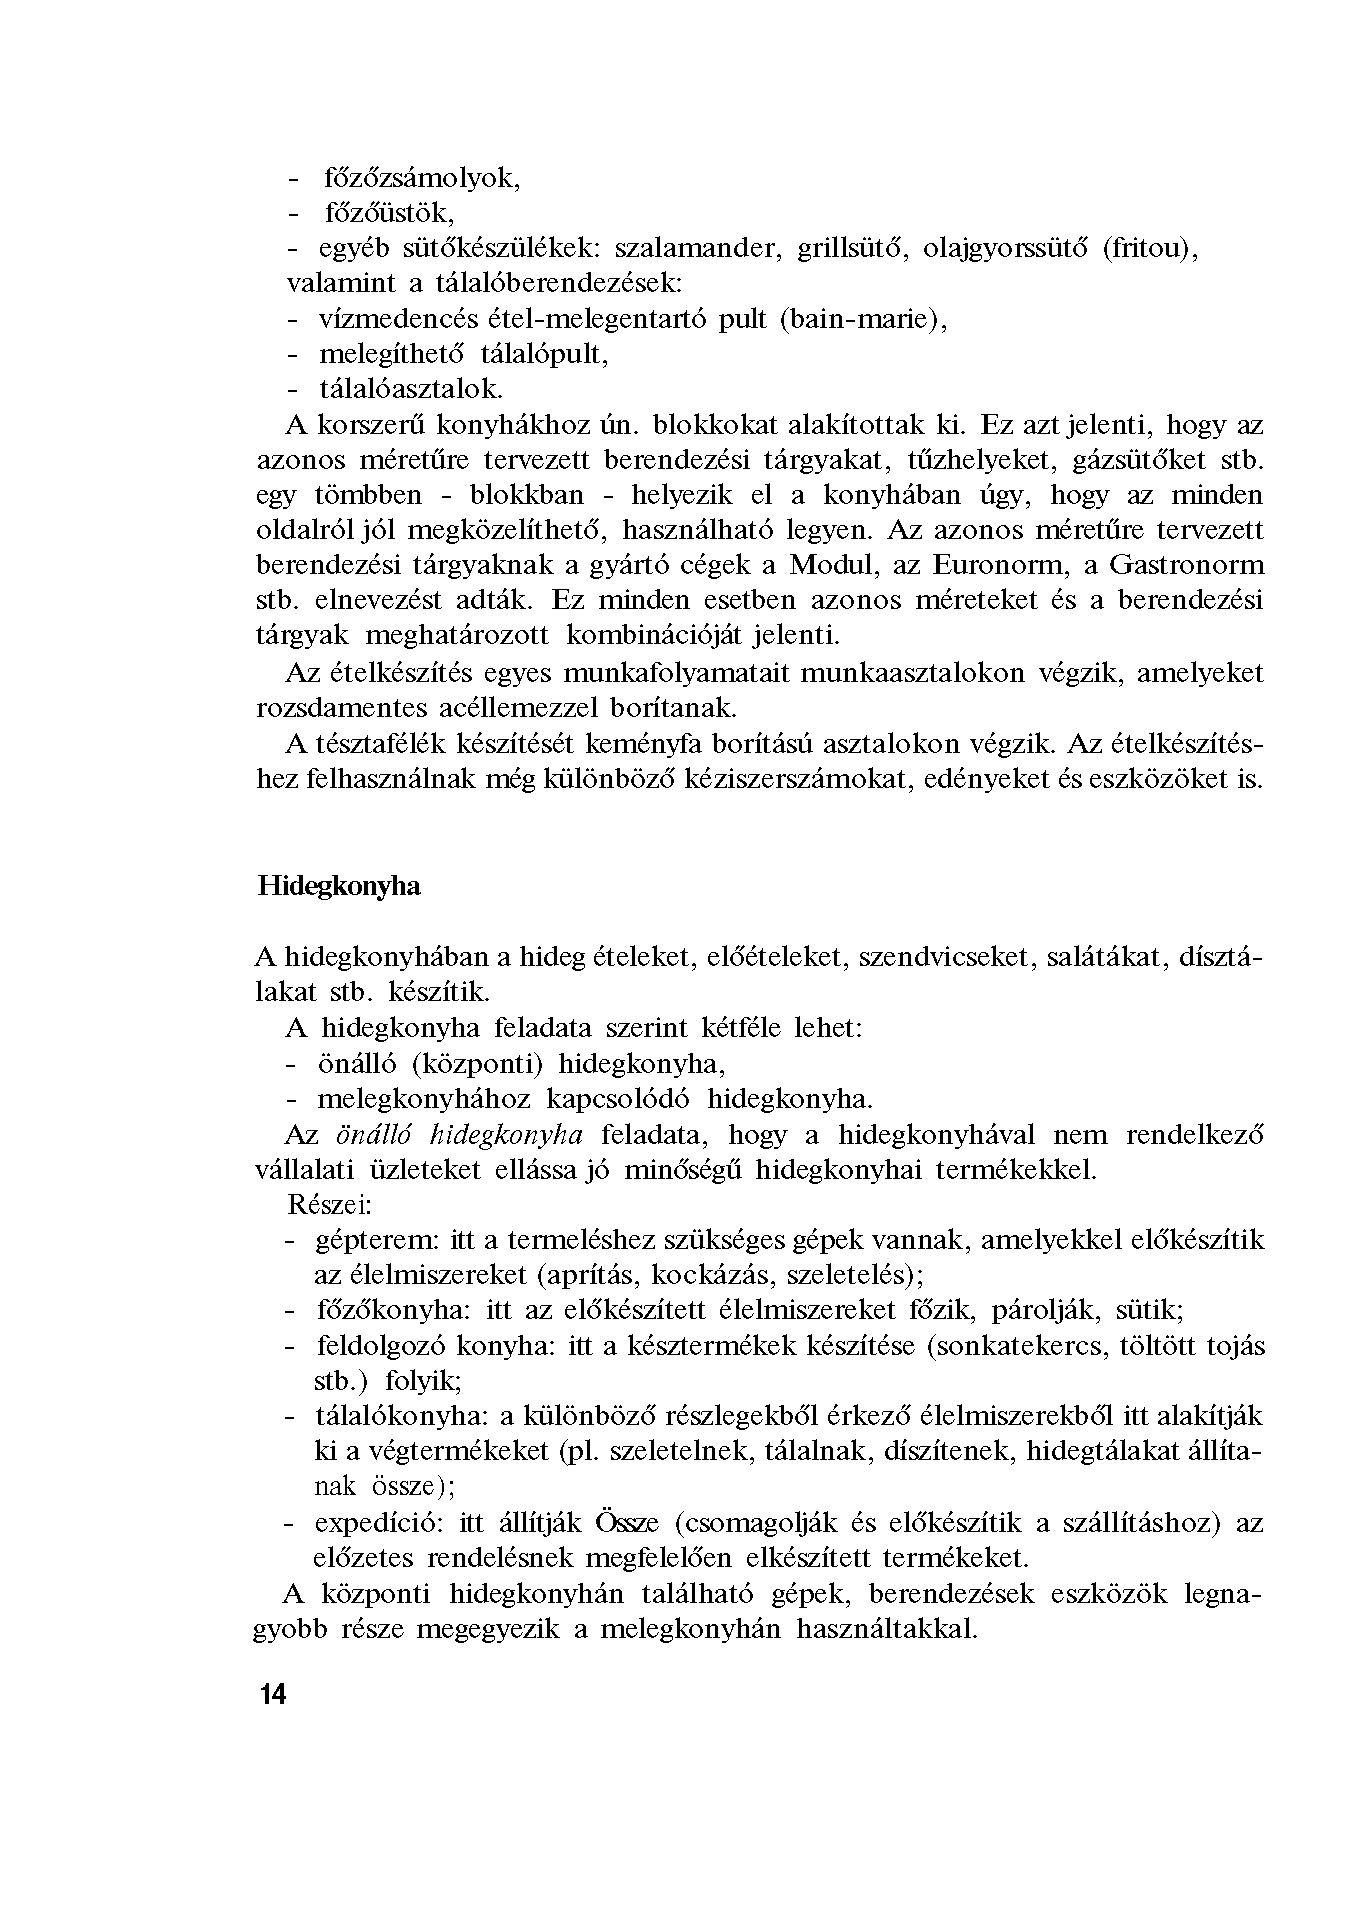 - főzőzsámolyok,
- főzőüstök,
- egyéb sütőkészülékek: szalamander, grillsütő, olajgyorssütő (fritou),
valamint a tálalóberendezések:
- vízmedencés étel-melegentartó pult (bain-marie),
- melegíthető tálalópult,
- tálalóasztalok.
A korszerű konyhákhoz ún. blokkokat alakítottak ki. Ez azt jelenti, hogy az
azonos méretűre tervezett berendezési tárgyakat, tűzhelyeket, gázsütőket stb.
egy tömbben - blokkban - helyezik el a konyhában úgy, hogy az minden
oldalról jól megközelíthető, használható legyen. Az azonos méretűre tervezett
berendezési tárgyaknak a gyártó cégek a Modul, az Euronorm, a Gastronorm
stb. elnevezést adták. Ez minden esetben azonos méreteket és a berendezési
tárgyak meghatározott kombinációját jelenti.
Az ételkészítés egyes munkafolyamatait munkaasztalokon végzik, amelyeket
rozsdamentes acéllemezzel borítanak.
A tésztafélék készítését keményfa borítású asztalokon végzik. Az ételkészítés-
hez felhasználnak még különböző kéziszerszámokat, edényeket és eszközöket is.
Hidegkonyha
A hidegkonyhában a hideg ételeket, előételeket, szendvicseket, salátákat, dísztá-
lakat stb. készítik.
A hidegkonyha feladata szerint kétféle lehet:
- önálló (központi) hidegkonyha,
- melegkonyhához kapcsolódó hidegkonyha.
Az önálló hidegkonyha feladata, hogy a hidegkonyhával nem rendelkező
vállalati üzleteket ellássa jó minőségű hidegkonyhai termékekkel.
Részei:
- gépterem: itt a termeléshez szükséges gépek vannak, amelyekkel előkészítik
az élelmiszereket (aprítás, kockázás, szeletelés);
- főzőkonyha: itt az előkészített élelmiszereket főzik, párolják, sütik;
- feldolgozó konyha: itt a késztermékek készítése (sonkatekercs, töltött tojás
stb.) folyik;
- tálalókonyha: a különböző részlegekből érkező élelmiszerekből itt alakítják
ki a végtermékeket (pl. szeletelnek, tálalnak, díszítenek, hidegtálakat állíta-
nak össze);
- expedíció: itt állítják Össze (csomagolják és előkészítik a szállításhoz) az
előzetes rendelésnek megfelelően elkészített termékeket.
A központi hidegkonyhán található gépek, berendezések eszközök legna-
gyobb része megegyezik a melegkonyhán használtakkal.
14